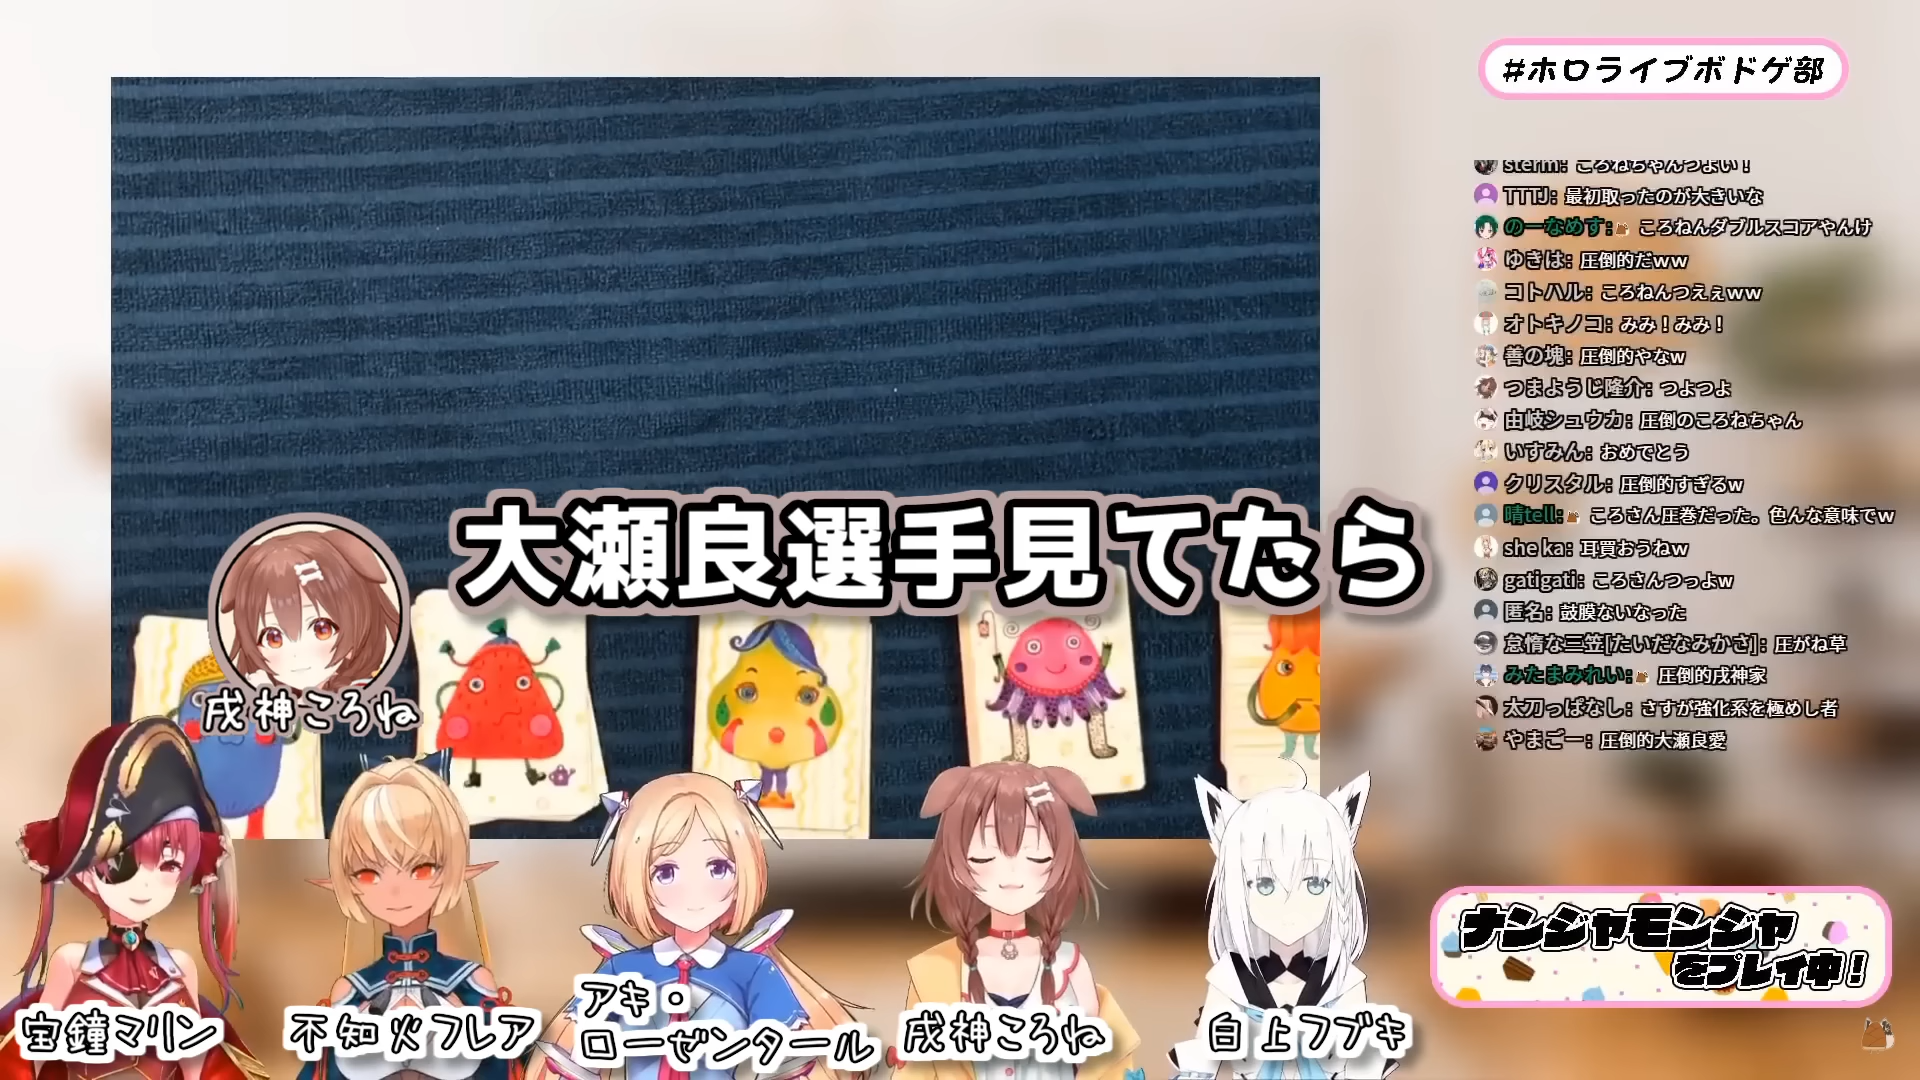 #ホロライブボドゲ部
sterm: ころねちゃんつよい！
TTTJ: 最初取ったのが大きいな
のーなめす: ころねんダブルスコアやんけ
ゆきは: 圧倒的だww
コトハル: ころねんつえぇww
オトキノコ: みみ！みみ！
善の塊: 圧倒的やなw
つまようじ隆介: つよつよ
由岐シュウカ: 圧倒のころねちゃん
いすみん: おめでとう
クリスタル: 圧倒的すぎるw
晴tell: ころさん圧巻だった。色んな意味でw
she ka: 耳買おうねw
gatigati: ころさんつっよw
匿名: 鼓膜ないなった
怠惰な三笠[たいだなみかさ]: 圧がね草
みたまみれい: 圧倒的戌神家
太刀っぱなし: さすが強化系を極めし者
やまごー: 圧倒的大瀬良愛
大瀬良選手見てたら
戌神ころね
宝鐘マリン
不知火フレア
アキ・
ローゼンタール
戌神ころね
白上フブキ
ナンジャモンジャ
をプレイ中！